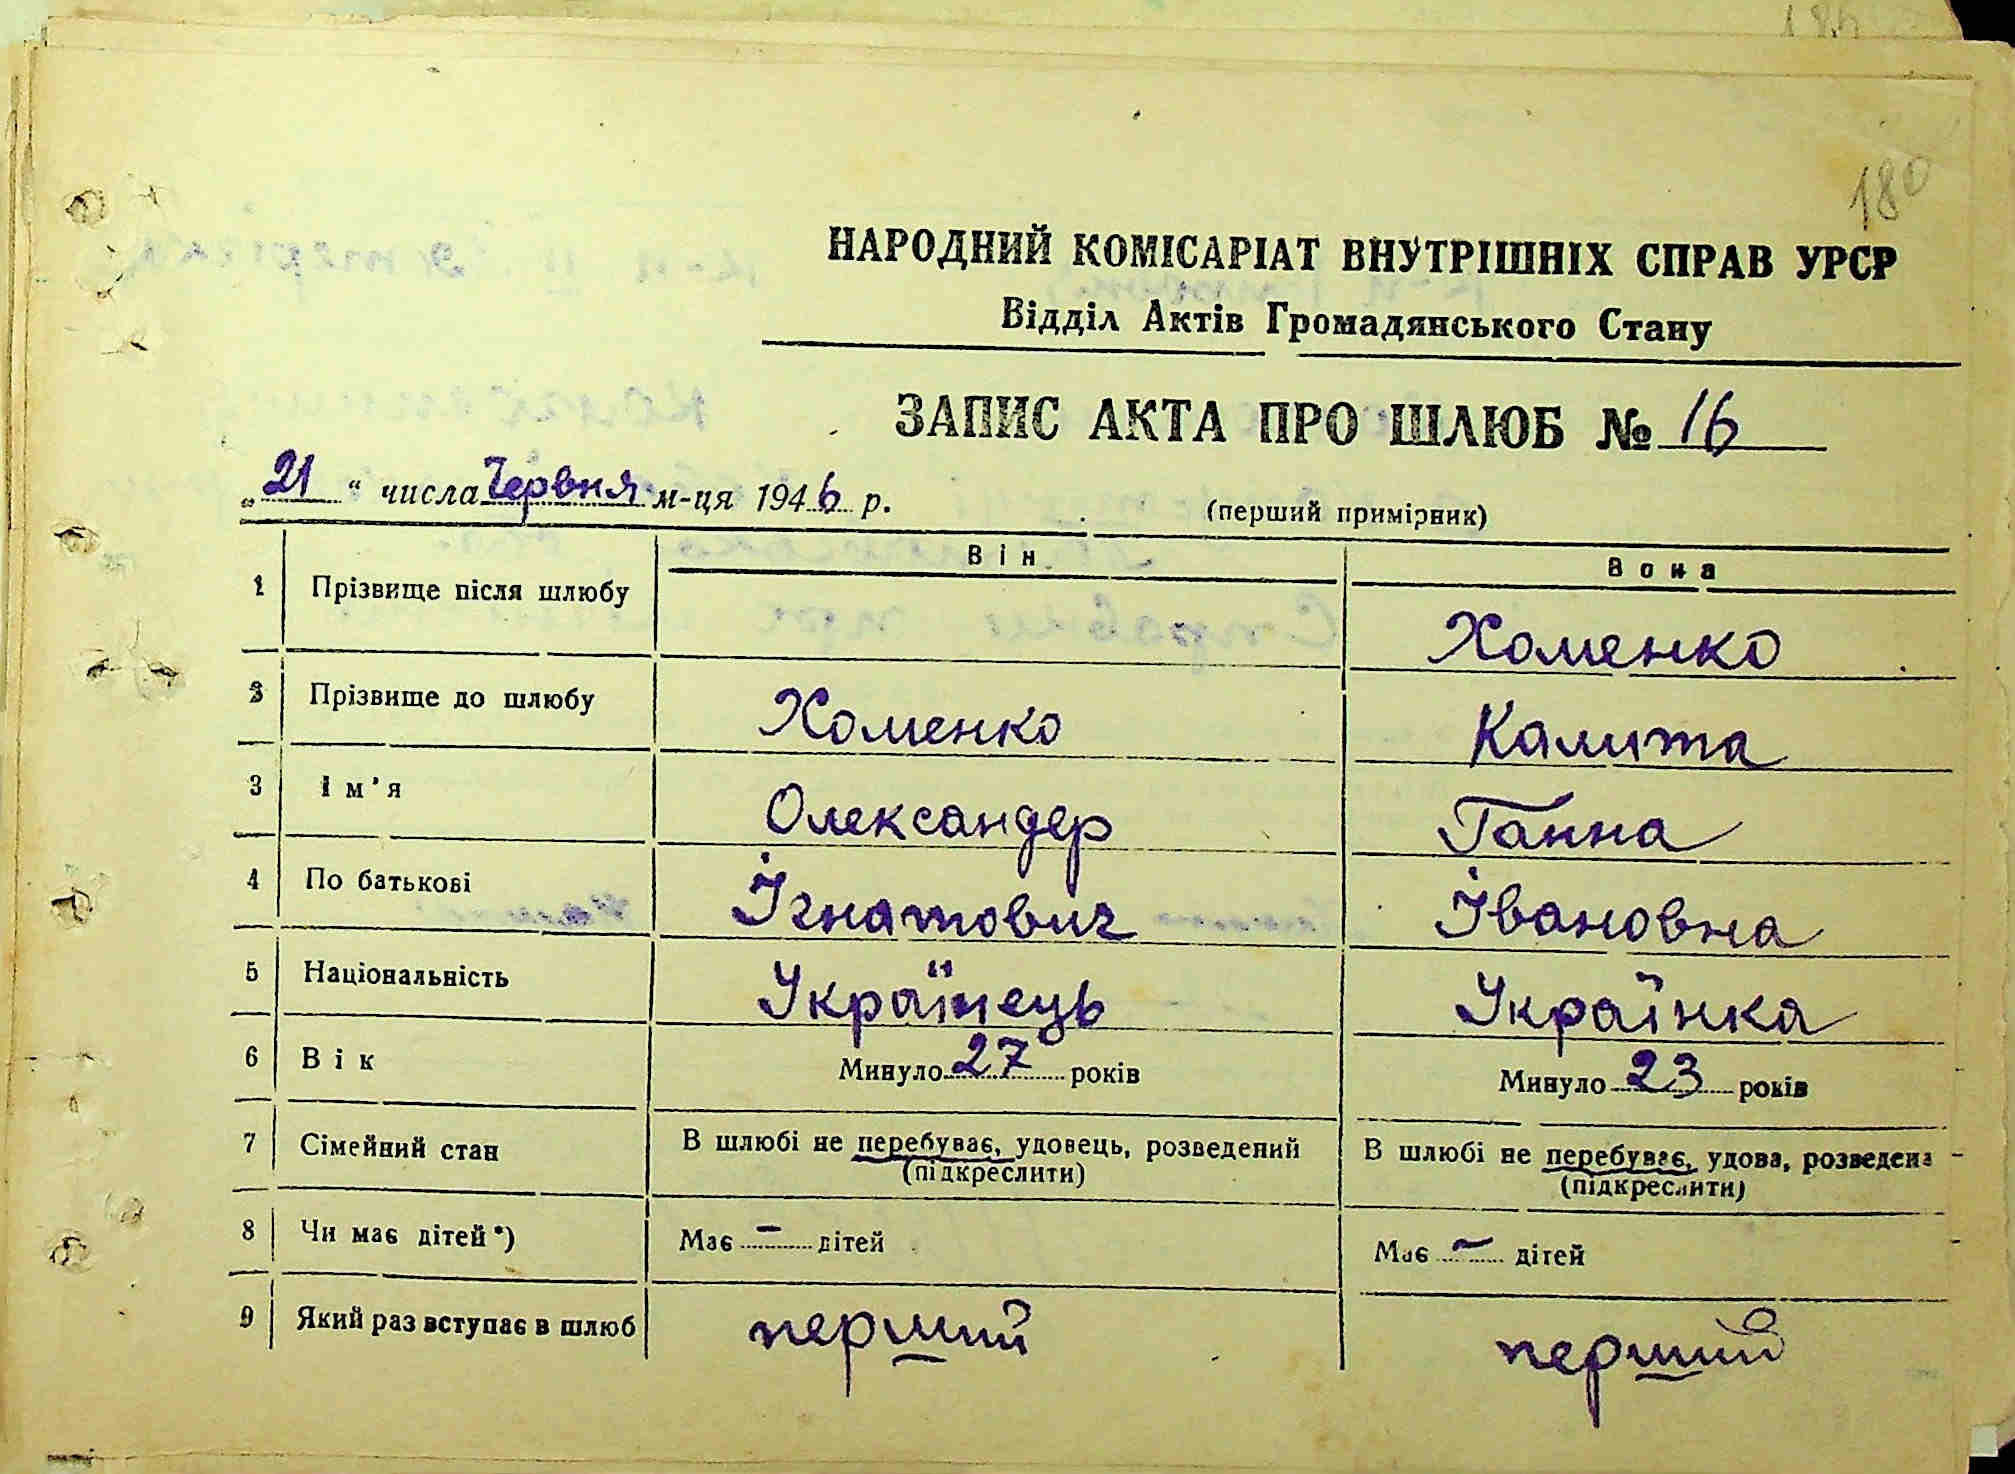 180
НАРОДНИЙ КОМІСАРІАТ ВНУТРІШНІХ СПРАВ УРСР
Відділ Актів Громадянського Стану
ЗАПИС АКТА ПРО ШЛЮБ № 16
„21“ числа Червня м-ця 1946 р. (перший примірник)
Він Вона
1 Прізвище після шлюбу Хоменко
3 Прізвище до шлюбу Хоменко Калита
3 Ім'я Олександер Ганна
4 По батькові Ігнатович Івановна
5 Національність Українець Українка
6 Вік Минуло 27 років Минуло 23 років
7 Сімейний стан В шлюбі не перебуває, удовець, розведений В шлюбі не перебуває, удова, розведена
(підкреслити) (підкреслити)
8 Чи має дітей*) Має – дітей Має – дітей
9 Який раз вступає в шлюб перший перший